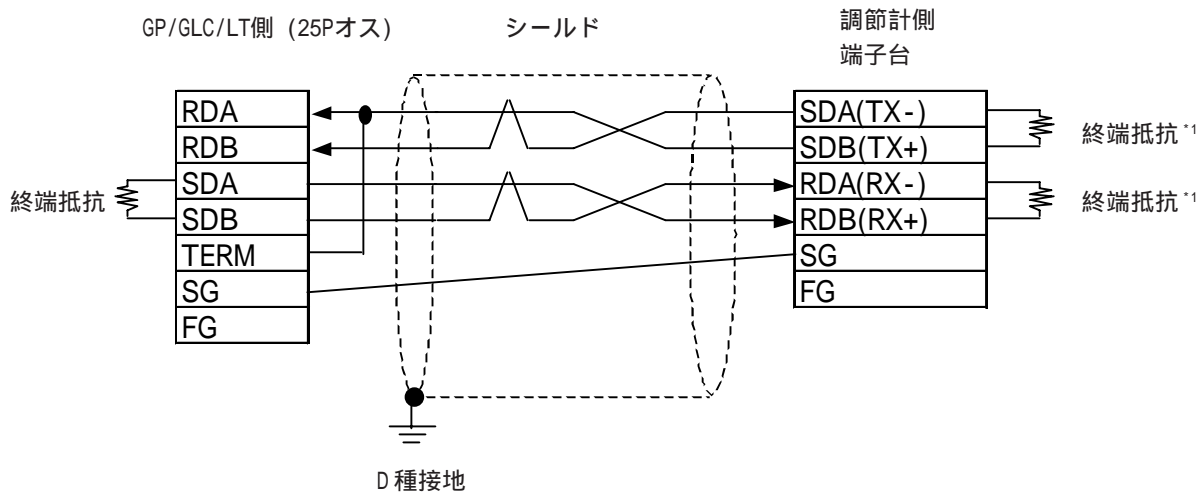 GP/GLC/LT側 (25Pオス)
シールド
調節計側
端子台
RDA
RDB
SDA
SDB
TERM
SG
FG
終端抵抗
SDA(TX-)
SDB(TX+)
RDA(RX-)
RDB(RX+)
SG
FG
終端抵抗*1
終端抵抗*1
D種接地